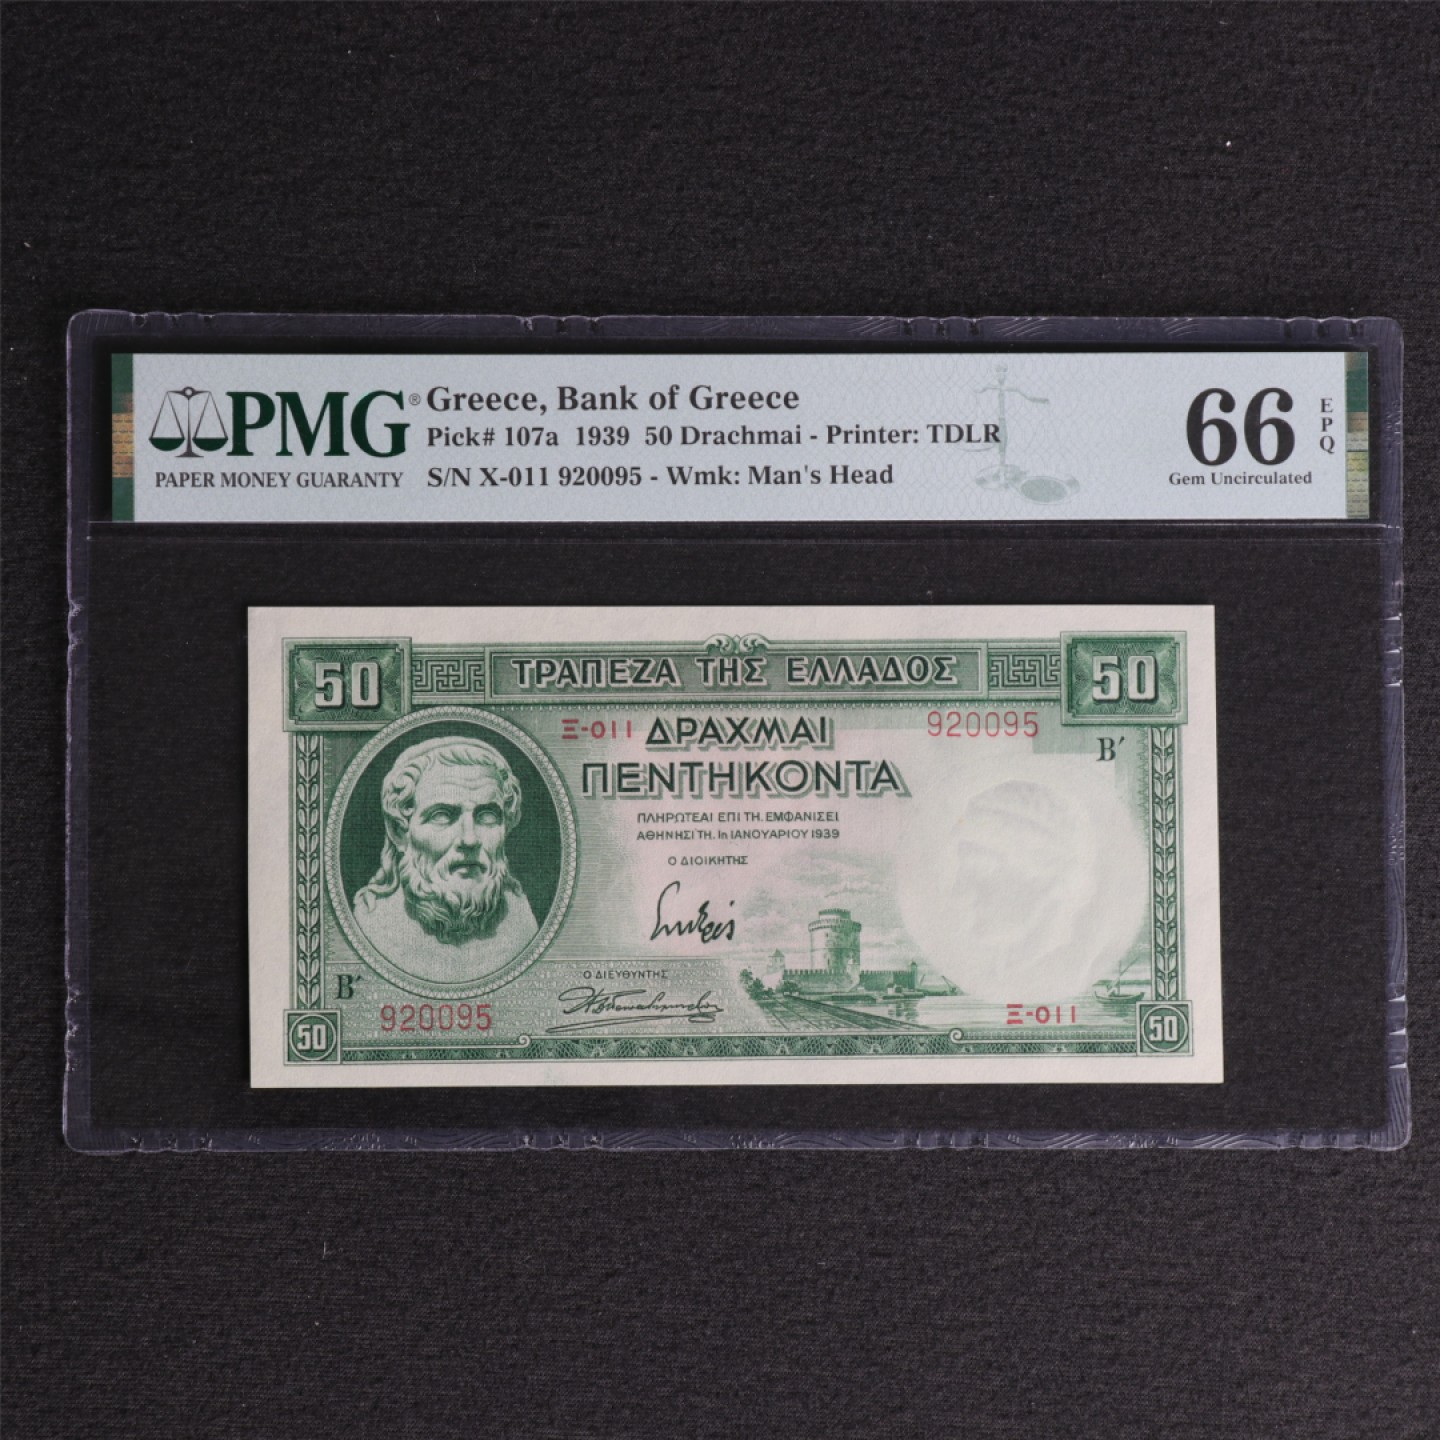 PMG®
PAPER MONEY GUARANTY
Greece, Bank of Greece
Pick# 107a 1939 50 Drachmai - Printer: TDLR
S/N X-011 920095 - Wmk: Man's Head
66
EPQ
Gem Uncirculated
50 ΤΡΑΠΕΖΑ ΤΗΣ ΕΛΛΑΔΟΣ 50
Ξ-011 ΔΡΑΧΜΑΙ 920095
Β′
ΠΕΝΤΗΚΟΝΤΑ
ΠΛΗΡΩΤΕΑΙ ΕΠΙ ΤΗ, ΕΜΦΑΝΙΣΕΙ
ΑΘΗΝΗΣΙ ΤΗ, 1η ΙΑΝΟΥΑΡΙΟΥ 1939
Ο ΔΙΟΙΚΗΤΗΣ
Ο ΔΙΕΥΘΥΝΤΗΣ
Β′
920095 Ξ-011
50 50